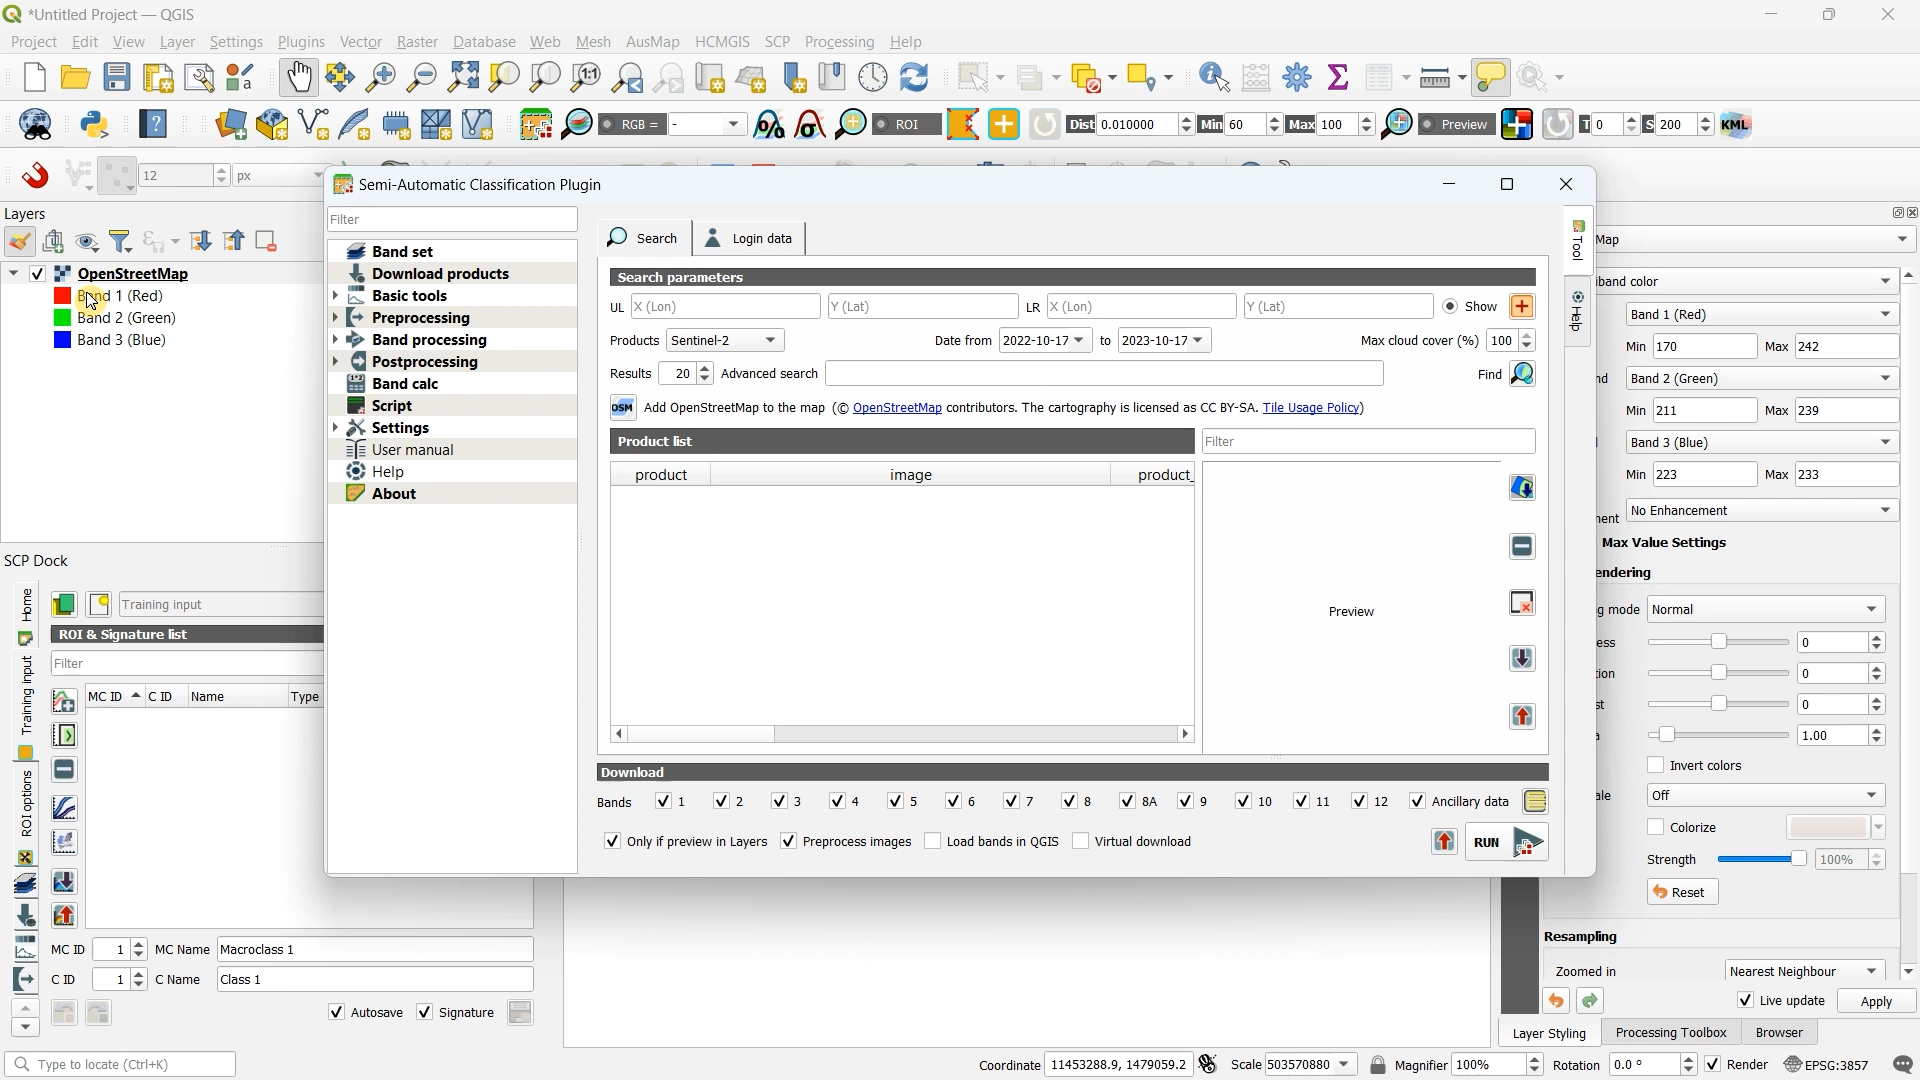 *Untitled Project — QGIS
Project Edit View Layer Settings Plugins Vector Raster Database Web Mesh AusMap HCMGIS SCP Processing Help
RGB = - ROI Dist 0.010000 Min 60 Max 100 Preview T 0 S 200 KML
12 px
Semi-Automatic Classification Plugin
Layers
OpenStreetMap
Band 1 (Red)
Band 2 (Green)
Band 3 (Blue)
Filter
Band set
Download products
Basic tools
Preprocessing
Band processing
Postprocessing
Band calc
Script
Settings
User manual
Help
About
Search Login data
Search parameters
UL X (Lon) Y (Lat) LR X (Lon) Y (Lat) Show
Products Sentinel-2 Date from 2022-10-17 to 2023-10-17 Max cloud cover (%) 100
Results 20 Advanced search Find
OSM Add OpenStreetMap to the map (© OpenStreetMap contributors. The cartography is licensed as CC BY-SA. Tile Usage Policy)
Product list Filter
product image product_
Preview
Download
Bands 1 2 3 4 5 6 7 8 8A 9 10 11 12 Ancillary data
Only if preview in Layers Preprocess images Load bands in QGIS Virtual download RUN
Tool
Help
Map
iband color
Band 1 (Red)
Min 170 Max 242
nd Band 2 (Green)
Min 211 Max 239
Band 3 (Blue)
Min 223 Max 233
ent No Enhancement
Max Value Settings
endering
g mode Normal
ess 0
ion 0
st 0
a 1.00
Invert colors
ale Off
Colorize
Strength 100%
Reset
Resampling
Zoomed in Nearest Neighbour
Live update Apply
Layer Styling Processing Toolbox Browser
SCP Dock
Home
Training input
ROI options
Training input
ROI & Signature list
Filter
MC ID C ID Name Type
MC ID 1 MC Name Macroclass 1
C ID 1 C Name Class 1
Autosave Signature
Type to locate (Ctrl+K) Coordinate 11453288.9, 1479059.2 Scale 503570880 Magnifier 100% Rotation 0.0 ° Render EPSG:3857